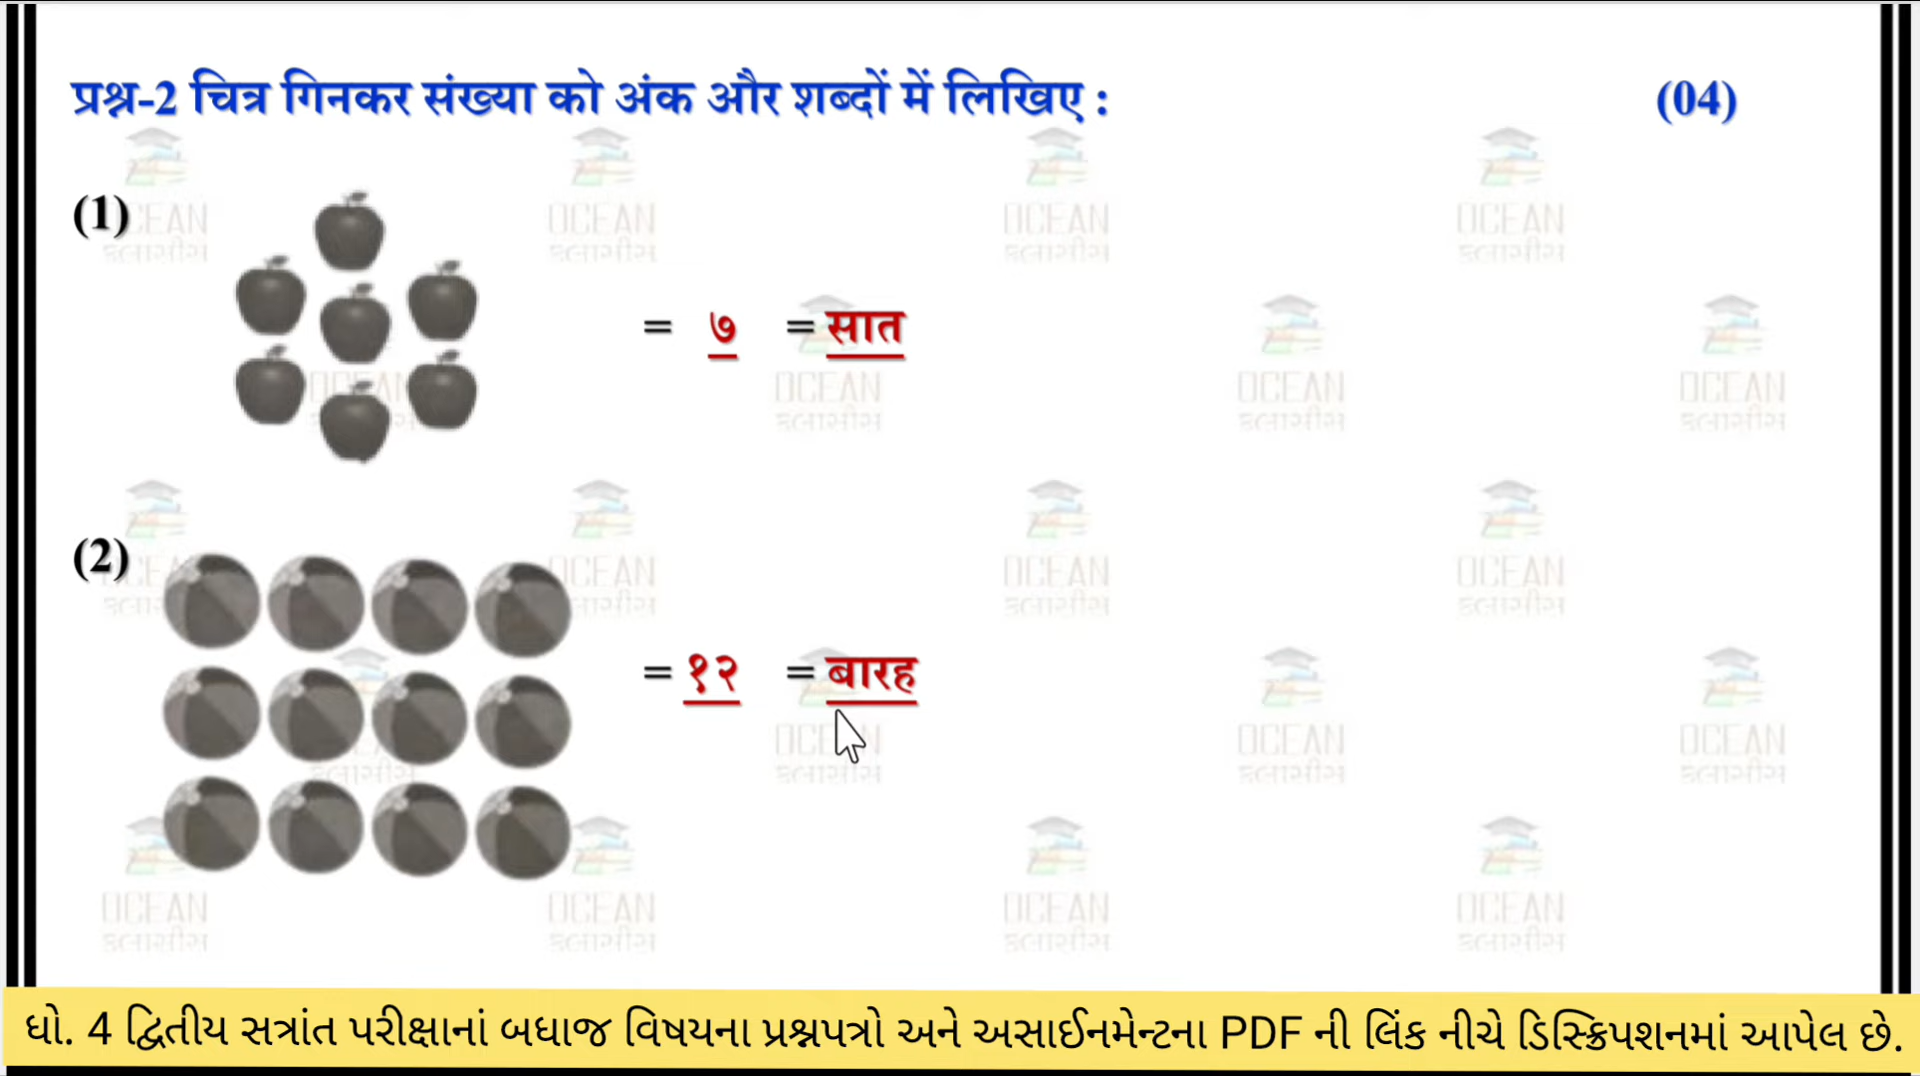 प्रश्न-2 चित्र गिनकर संख्या को अंक और शब्दों में लिखिए : (04)
(1)
= ७ = सात
(2)
= १२ = बारह
ધો. 4 દ્વિતીય સત્રાંત પરીક્ષાનાં બધાજ વિષયના પ્રશ્નપત્રો અને અસાઈનમેન્ટના PDF ની લિંક નીચે ડિસ્ક્રિપશનમાં આપેલ છે.